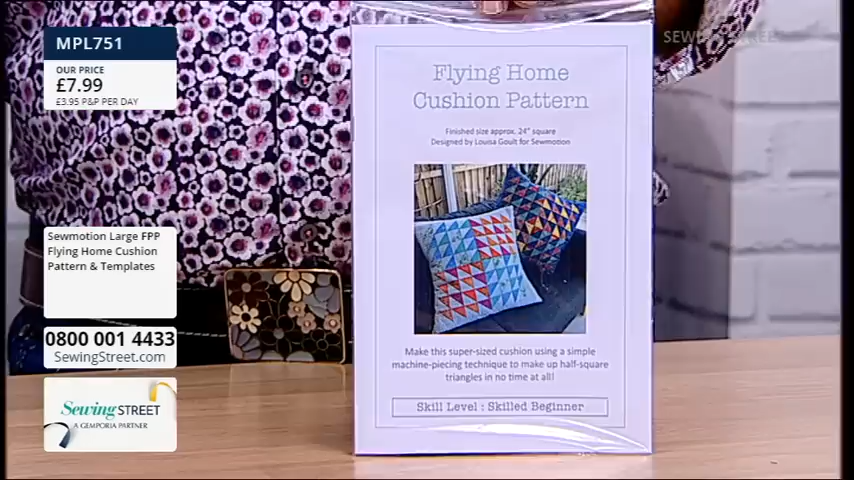 MPL751
OUR PRICE
£7.99
£3.95 P&P PER DAY
Sewmotion Large FPP
Flying Home Cushion
Pattern & Templates
0800 001 4433
SewingStreet.com
Sewing STREET
A GEMPORIA PARTNER
SEWING STREET
Flying Home
Cushion Pattern
Finished size approx. 24" square
Designed by Louisa Goult for Sewmotion
Make this super-sized cushion using a simple
machine-piecing technique to make up half-square
triangles in no time at all!
Skill Level : Skilled Beginner